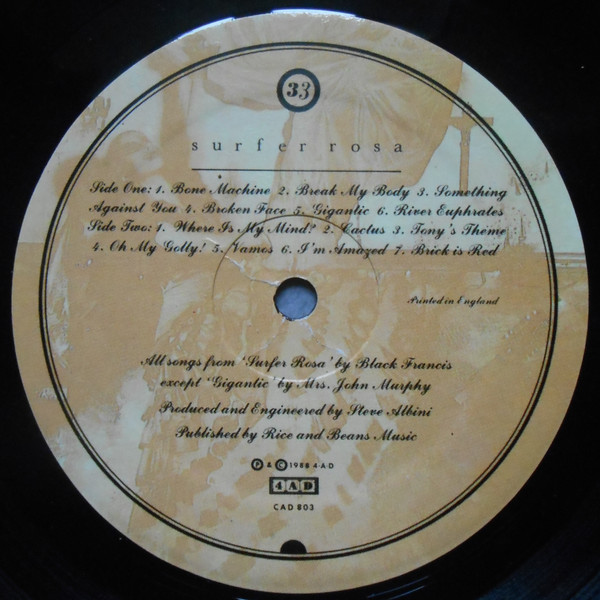 33
surfer rosa
Side One: 1. Bone Machine 2. Break My Body 3. Something
Against You 4. Broken Face 5. Gigantic 6. River Euphrates
Side Two: 1. Where Is My Mind? 2. Cactus 3. Tony's Theme
4. Oh My Golly! 5. Vamos 6. I'm Amazed 7. Brick is Red
Printed in England
All songs from 'Surfer Rosa' by Black Francis
except 'Gigantic' by Mrs. John Murphy
Produced and Engineered by Steve Albini
Published by Rice and Beans Music
Ⓟ & © 1988 4-AD
4AD
CAD 803